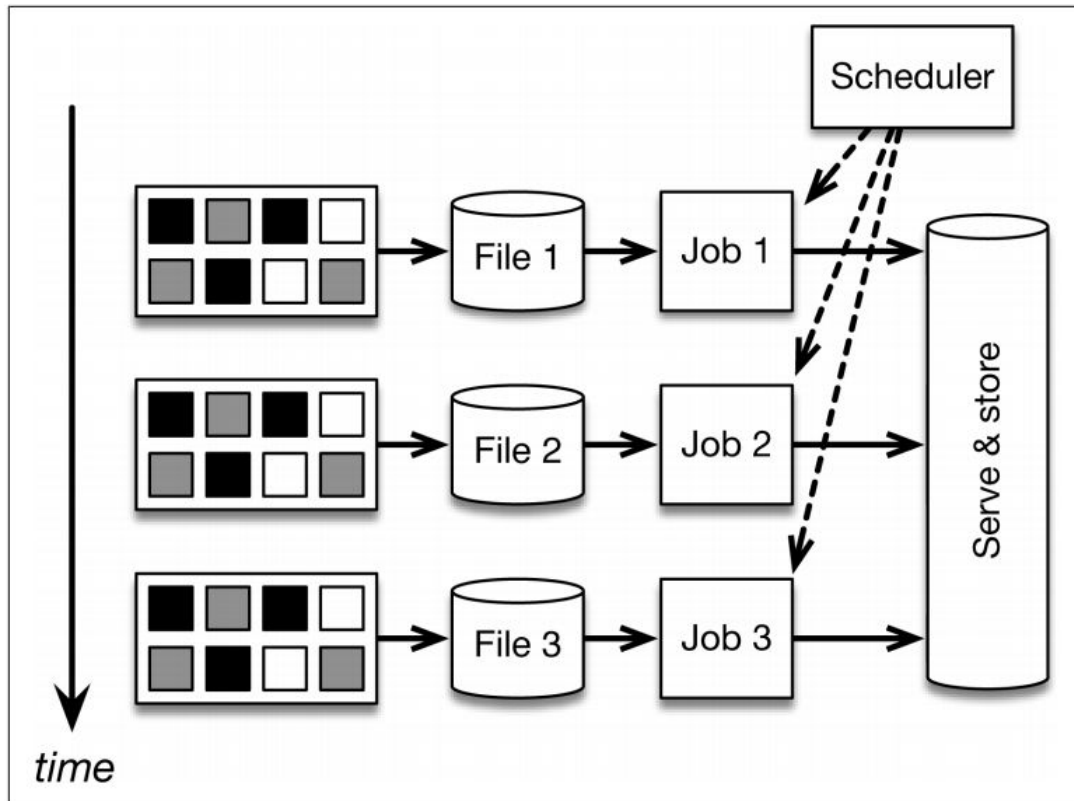 Scheduler
File 1
Job 1
File 2
Job 2
Serve & store
File 3
Job 3
time